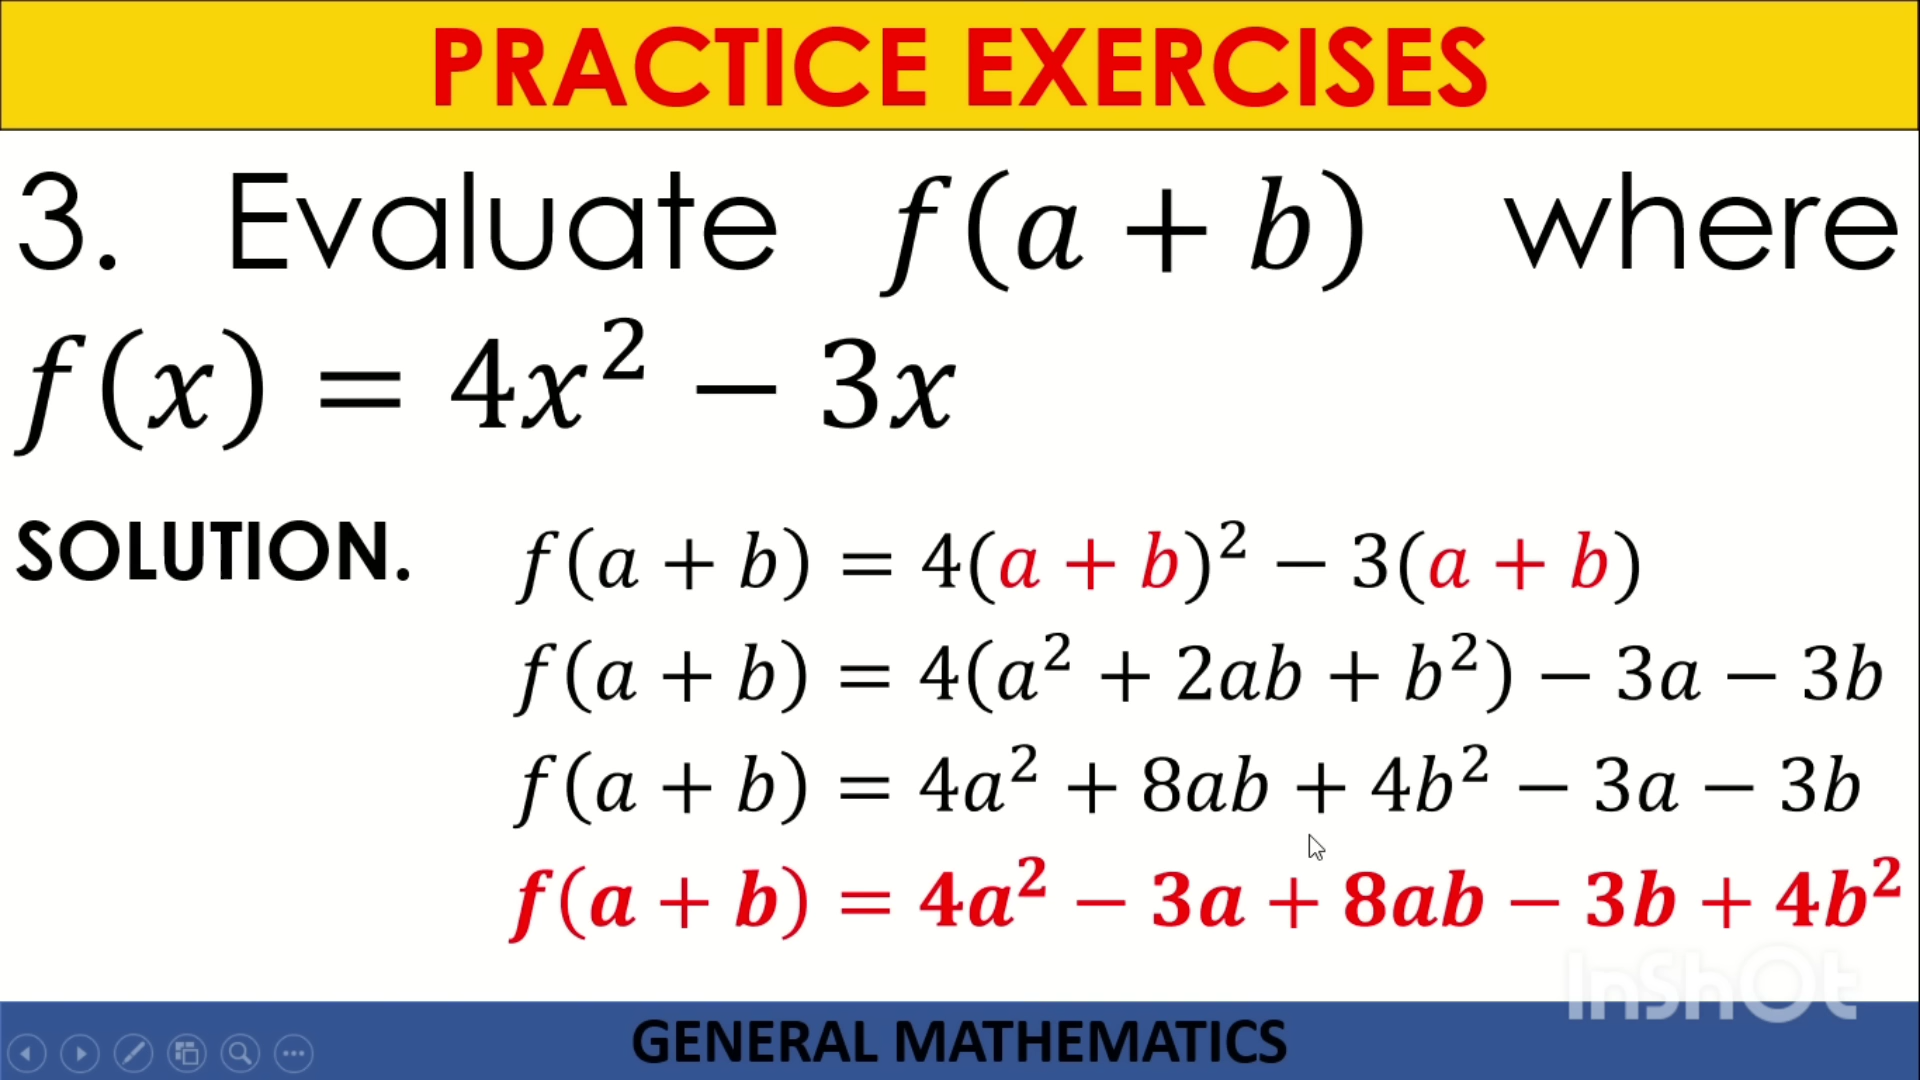 PRACTICE EXERCISES
3. Evaluate f(a + b) where
f(x) = 4x² − 3x
SOLUTION. f(a + b) = 4(a + b)² − 3(a + b)
f(a + b) = 4(a² + 2ab + b²) − 3a − 3b
f(a + b) = 4a² + 8ab + 4b² − 3a − 3b
f(a + b) = 4a² − 3a + 8ab − 3b + 4b²
InShOt
GENERAL MATHEMATICS